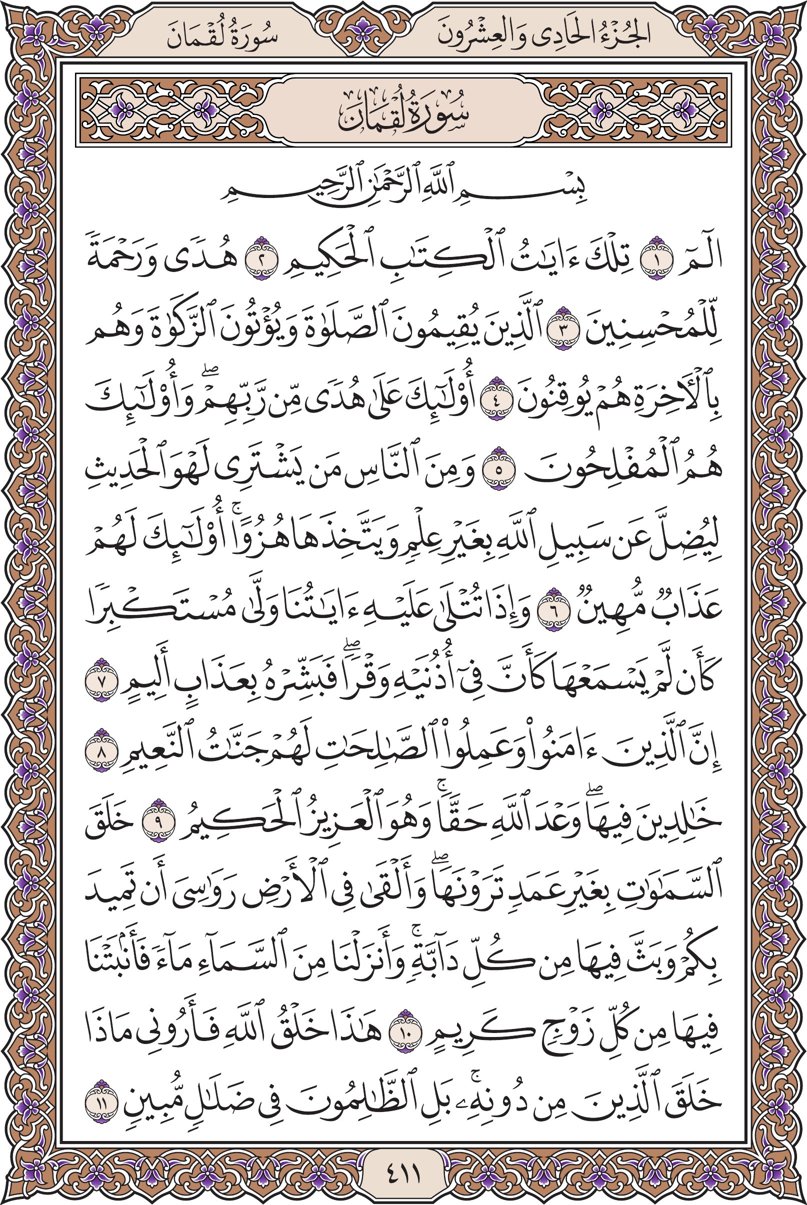 الجُزْءُ الحَادِى وَالعِشْرُونَ
سُورَةُ لُقْمَان
سُورَةُ لُقْمَانَ
بِسْمِ ٱللَّهِ ٱلرَّحْمَٰنِ ٱلرَّحِيمِ
الٓمٓ ١ تِلْكَ ءَايَٰتُ ٱلْكِتَٰبِ ٱلْحَكِيمِ ٢ هُدًى وَرَحْمَةً
لِّلْمُحْسِنِينَ ٣ ٱلَّذِينَ يُقِيمُونَ ٱلصَّلَوٰةَ وَيُؤْتُونَ ٱلزَّكَوٰةَ وَهُم
بِٱلْأَخِرَةِ هُمْ يُوقِنُونَ ٤ أُو۟لَٰٓئِكَ عَلَىٰ هُدًى مِّن رَّبِّهِمْ ۖ وَأُو۟لَٰٓئِكَ
هُمُ ٱلْمُفْلِحُونَ ٥ وَمِنَ ٱلنَّاسِ مَن يَشْتَرِى لَهْوَ ٱلْحَدِيثِ
لِيُضِلَّ عَن سَبِيلِ ٱللَّهِ بِغَيْرِ عِلْمٍ وَيَتَّخِذَهَا هُزُوًا ۚ أُو۟لَٰٓئِكَ لَهُمْ
عَذَابٌ مُّهِينٌ ٦ وَإِذَا تُتْلَىٰ عَلَيْهِ ءَايَٰتُنَا وَلَّىٰ مُسْتَكْبِرًا
كَأَن لَّمْ يَسْمَعْهَا كَأَنَّ فِىٓ أُذُنَيْهِ وَقْرًا ۖ فَبَشِّرْهُ بِعَذَابٍ أَلِيمٍ ٧
إِنَّ ٱلَّذِينَ ءَامَنُوا۟ وَعَمِلُوا۟ ٱلصَّٰلِحَٰتِ لَهُمْ جَنَّٰتُ ٱلنَّعِيمِ ٨
خَٰلِدِينَ فِيهَا ۖ وَعْدَ ٱللَّهِ حَقًّا ۚ وَهُوَ ٱلْعَزِيزُ ٱلْحَكِيمُ ٩ خَلَقَ
ٱلسَّمَٰوَٰتِ بِغَيْرِ عَمَدٍ تَرَوْنَهَا ۖ وَأَلْقَىٰ فِى ٱلْأَرْضِ رَوَٰسِىَ أَن تَمِيدَ
بِكُمْ وَبَثَّ فِيهَا مِن كُلِّ دَآبَّةٍ ۚ وَأَنزَلْنَا مِنَ ٱلسَّمَآءِ مَآءً فَأَنۢبَتْنَا
فِيهَا مِن كُلِّ زَوْجٍ كَرِيمٍ ١٠ هَٰذَا خَلْقُ ٱللَّهِ فَأَرُونِى مَاذَا
خَلَقَ ٱلَّذِينَ مِن دُونِهِۦ ۚ بَلِ ٱلظَّٰلِمُونَ فِى ضَلَٰلٍ مُّبِينٍ ١١
٤١١